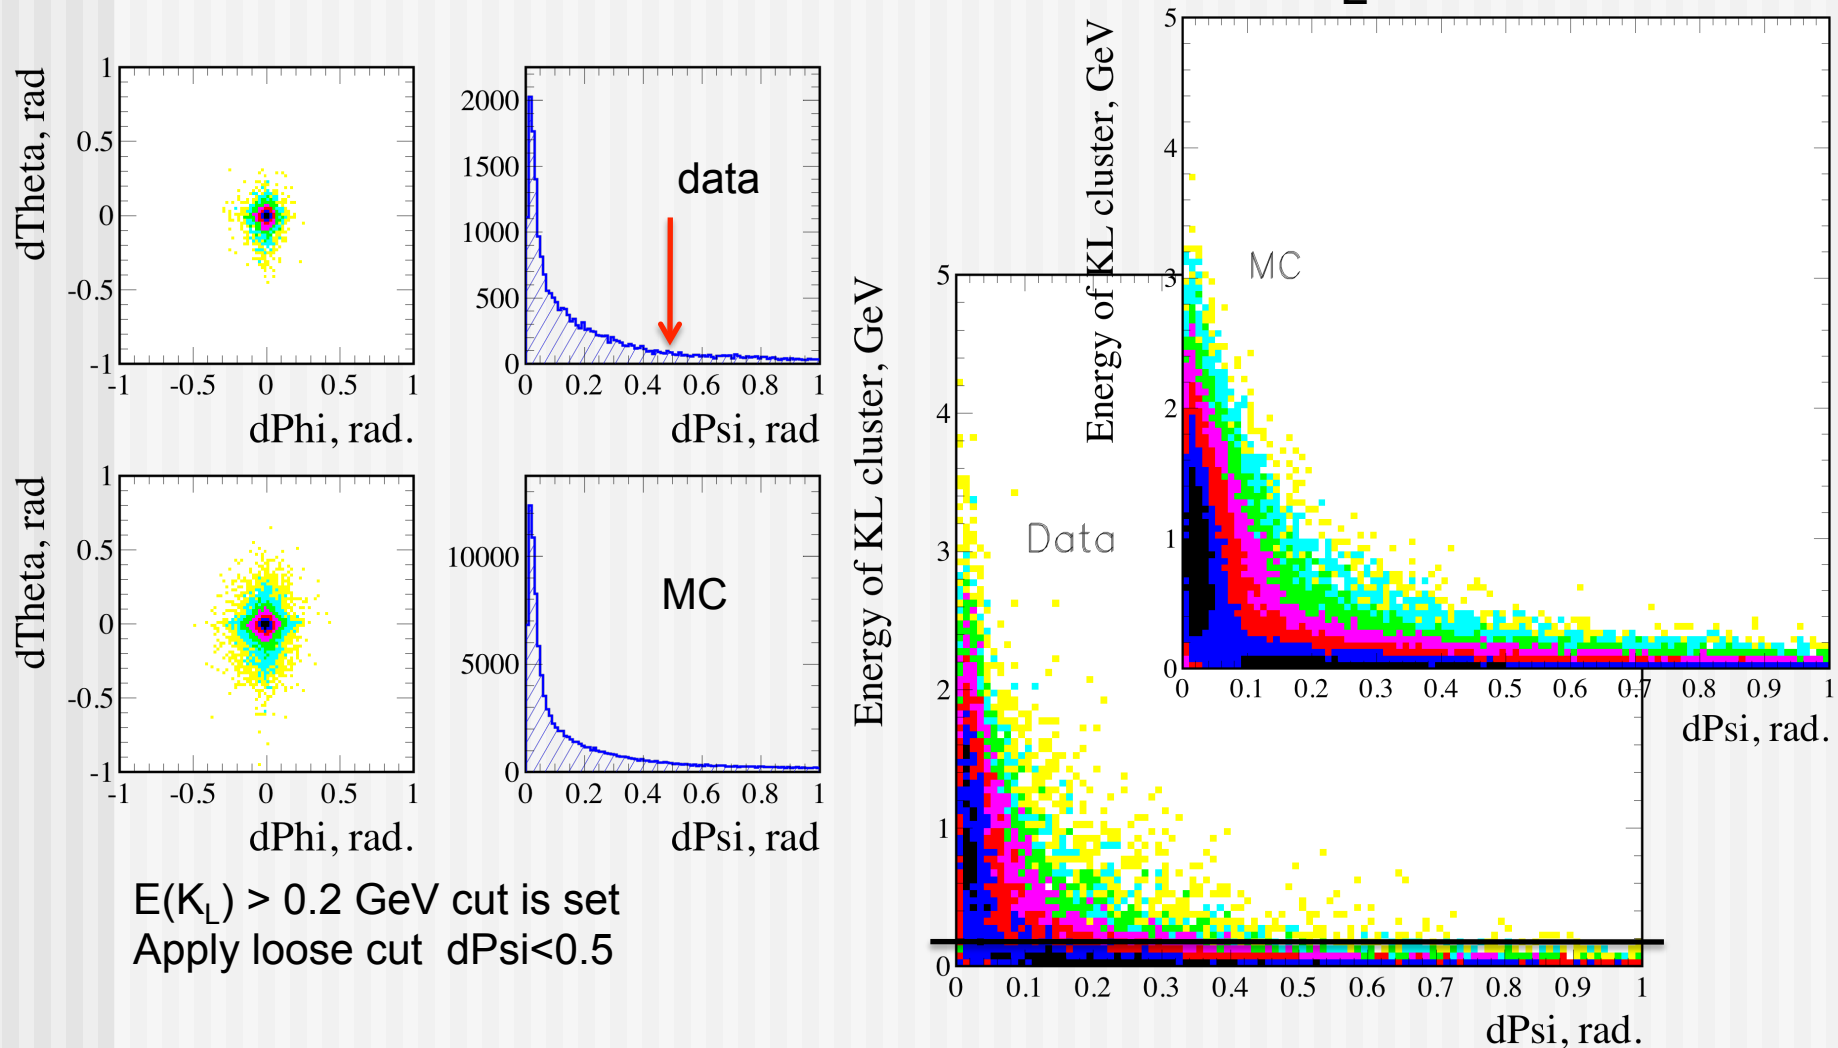 dTheta, rad
1
0.5
0
-0.5
-1
-1 -0.5 0 0.5 1
dPhi, rad.
2000
1500
1000
500
0
data
0 0.2 0.4 0.6 0.8 1
dPsi, rad
dTheta, rad
1
0.5
0
-0.5
-1
-1 -0.5 0 0.5 1
dPhi, rad.
10000
5000
0
MC
0 0.2 0.4 0.6 0.8 1
dPsi, rad
E(K_L) > 0.2 GeV cut is set
Apply loose cut dPsi<0.5
Energy of KL cluster, GeV
5
4
3
2
1
0
MC
0 0.1 0.2 0.3 0.4 0.5 0.6 0.7 0.8 0.9 1
dPsi, rad.
Energy of KL cluster, GeV
5
4
3
2
1
0
Data
0 0.1 0.2 0.3 0.4 0.5 0.6 0.7 0.8 0.9 1
dPsi, rad.